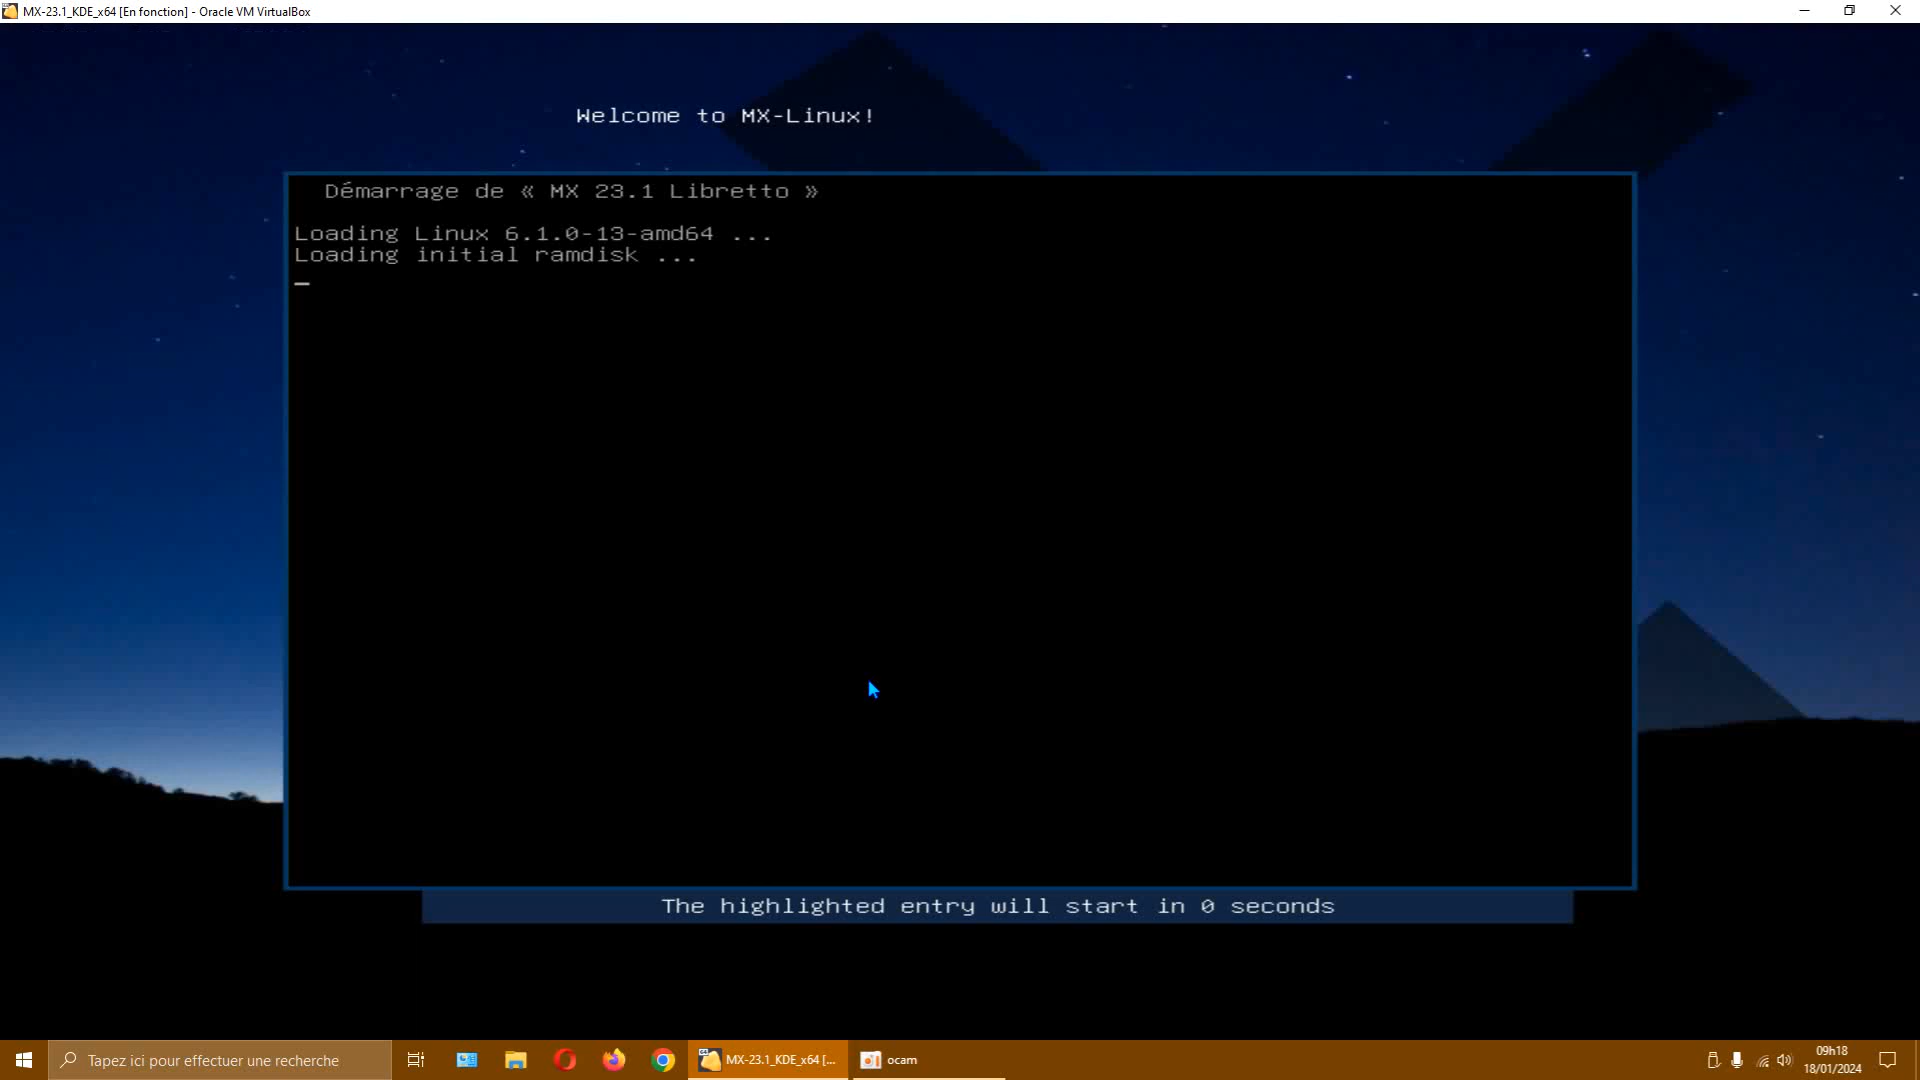 MX-23.1_KDE_x64 [En fonction] - Oracle VM VirtualBox
Welcome to MX-Linux!
Démarrage de « MX 23.1 Libretto »
Loading Linux 6.1.0-13-amd64 ...
Loading initial ramdisk ...
_
The highlighted entry will start in 0 seconds
Tapez ici pour effectuer une recherche
MX-23.1_KDE_x64 [...
ocam
09h18
18/01/2024